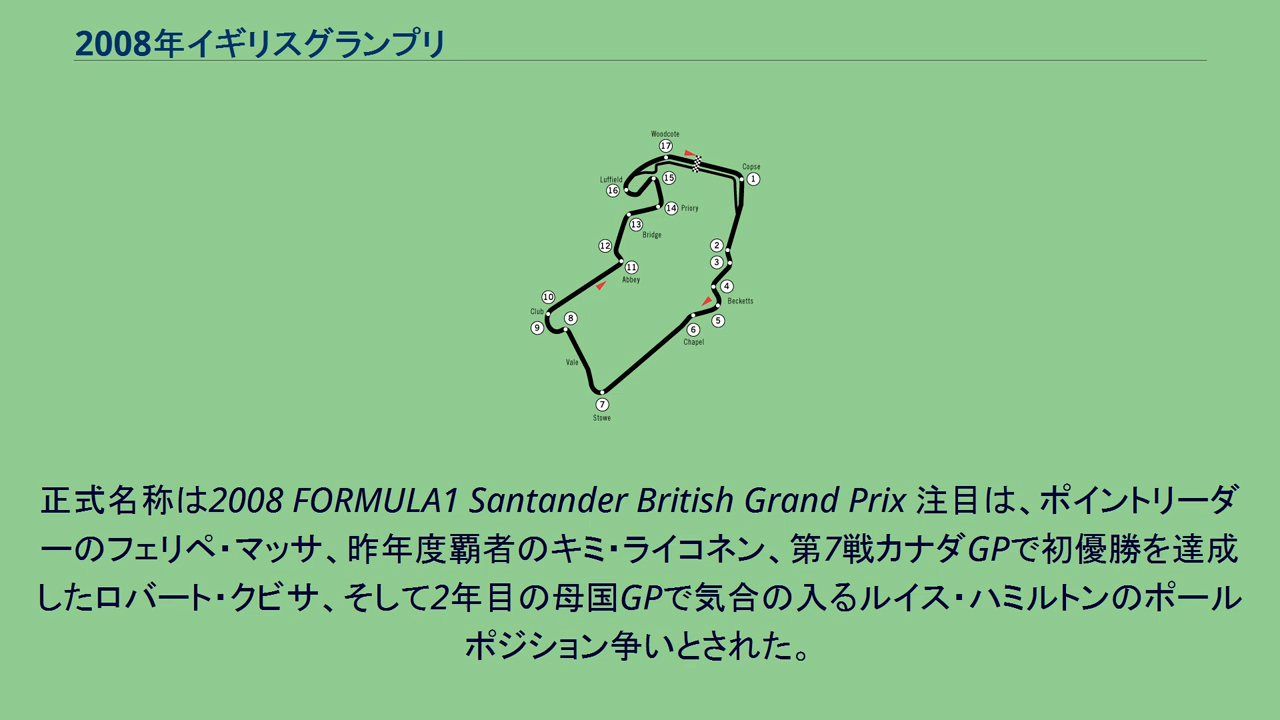 2008年イギリスグランプリ
Woodcote
17
Copse
1
15
Luffield
16
14 Priory
13
Bridge
12
2
3
11
Abbey
4
10
Becketts
Club
8
5
9
6
Chapel
Vale
7
Stowe
正式名称は2008 FORMULA1 Santander British Grand Prix 注目は、ポイントリーダ
ーのフェリペ・マッサ、昨年度覇者のキミ・ライコネン、第7戦カナダGPで初優勝を達成
したロバート・クビサ、そして2年目の母国GPで気合の入るルイス・ハミルトンのポール
ポジション争いとされた。